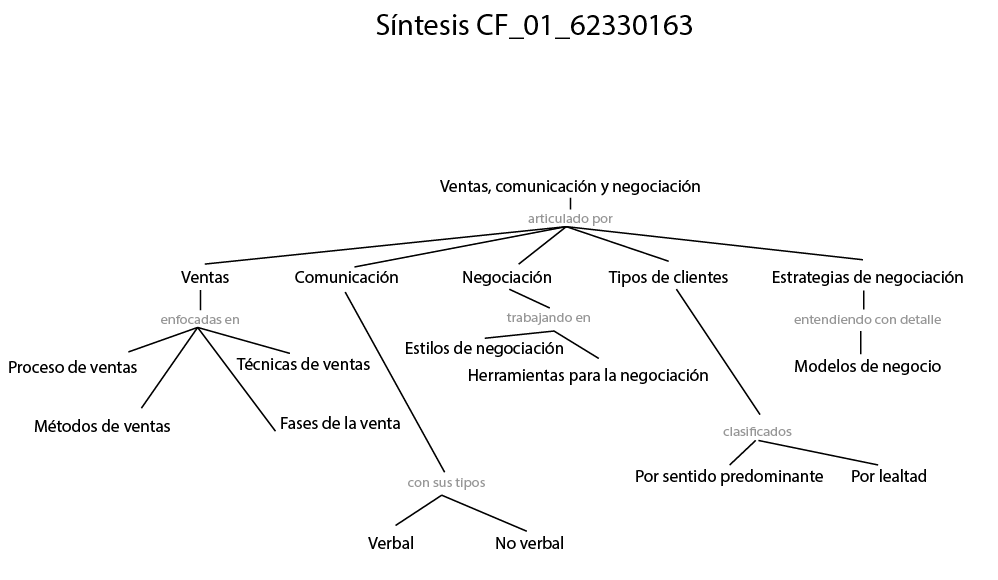 Síntesis CF_01_62330163
Ventas, comunicación y negociación
articulado por
Ventas
Comunicación
Negociación
Tipos de clientes
Estrategias de negociación
enfocadas en
trabajando en
entendiendo con detalle
Proceso de ventas
Técnicas de ventas
Estilos de negociación
Herramientas para la negociación
Modelos de negocio
Métodos de ventas
Fases de la venta
clasificados
Por sentido predominante
Por lealtad
con sus tipos
Verbal
No verbal